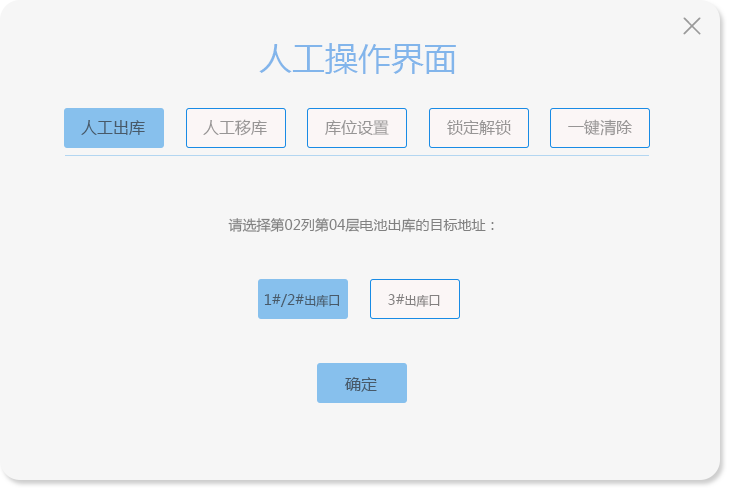 人工操作界面
人工出库 人工移库 库位设置 锁定解锁 一键清除
请选择第02列第04层电池出库的目标地址：
1#/2#出库口 3#出库口
确定